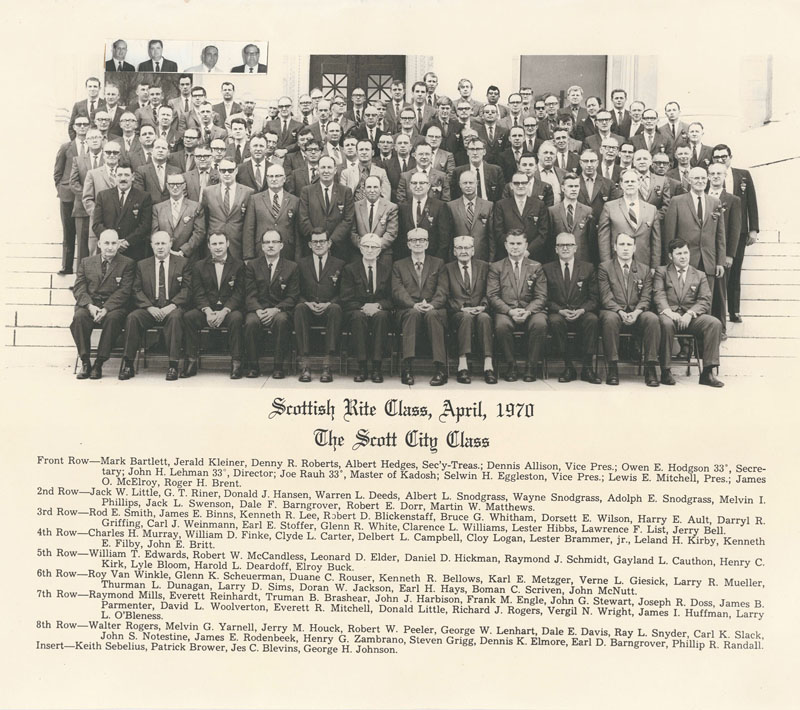 Scottish Rite Class, April, 1970
The Scott City Class
Front Row—Mark Bartlett, Jerald Kleiner, Denny R. Roberts, Albert Hedges, Sec'y-Treas.; Dennis Allison, Vice Pres.; Owen E. Hodgson 33°, Secre-
tary; John H. Lehman 33°, Director; Joe Rauh 33°, Master of Kadosh; Selwin H. Eggleston, Vice Pres.; Lewis E. Mitchell, Pres.; James
O. McElroy, Roger H. Brent.
2nd Row—Jack W. Little, G. T. Riner, Donald J. Hansen, Warren L. Deeds, Albert L. Snodgrass, Wayne Snodgrass, Adolph E. Snodgrass, Melvin I.
Phillips, Jack L. Swenson, Dale F. Barngrover, Robert E. Dorr, Martin W. Matthews.
3rd Row—Rod E. Smith, James E. Binns, Kenneth R. Lee, Robert D. Blickenstaff, Bruce G. Whitham, Dorsett E. Wilson, Harry E. Ault, Darryl R.
Griffing, Carl J. Weinmann, Earl E. Stoffer, Glenn R. White, Clarence L. Williams, Lester Hibbs, Lawrence F. List, Jerry Bell.
4th Row—Charles H. Murray, William D. Finke, Clyde L. Carter, Delbert L. Campbell, Cloy Logan, Lester Brammer, jr., Leland H. Kirby, Kenneth
E. Filby, John E. Britt.
5th Row—William T. Edwards, Robert W. McCandless, Leonard D. Elder, Daniel D. Hickman, Raymond J. Schmidt, Gayland L. Cauthon, Henry C.
Kirk, Lyle Bloom, Harold L. Deardoff, Elroy Buck.
6th Row—Roy Van Winkle, Glenn K. Scheuerman, Duane C. Rouser, Kenneth R. Bellows, Karl E. Metzger, Verne L. Giesick, Larry R. Mueller,
Thurman L. Dunagan, Larry D. Sims, Doran W. Jackson, Earl H. Hays, Boman C. Scriven, John McNutt.
7th Row—Raymond Mills, Everett Reinhardt, Truman B. Brashear, John J. Harbison, Frank M. Engle, John G. Stewart, Joseph R. Doss, James B.
Parmenter, David L. Woolverton, Everett R. Mitchell, Donald Little, Richard J. Rogers, Vergil N. Wright, James I. Huffman, Larry
L. O'Bleness.
8th Row—Walter Rogers, Melvin G. Yarnell, Jerry M. Houck, Robert W. Peeler, George W. Lenhart, Dale E. Davis, Ray L. Snyder, Carl K. Slack,
John S. Notestine, James E. Rodenbeek, Henry G. Zambrano, Steven Grigg, Dennis K. Elmore, Earl D. Barngrover, Phillip R. Randall.
Insert—Keith Sebelius, Patrick Brower, Jes C. Blevins, George H. Johnson.